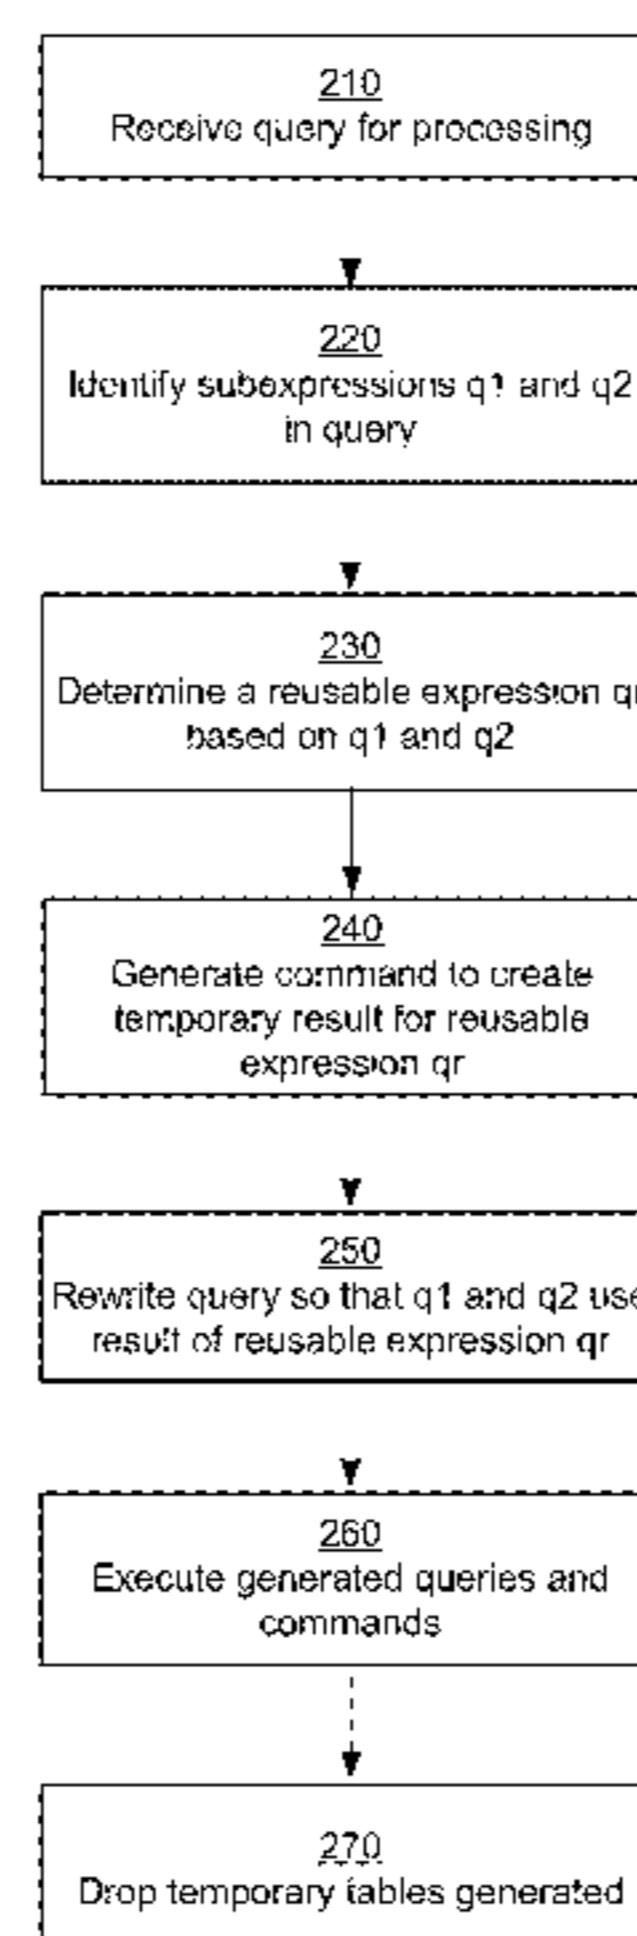 210
Receive query for processing
220
Identify subexpressions q1 and q2
in query
230
Determine a reusable expression qr
based on q1 and q2
240
Generate command to create
temporary result for reusable
expression qr
250
Rewrite query so that q1 and q2 use
result of reusable expression qr
260
Execute generated queries and
commands
270
Drop temporary tables generated